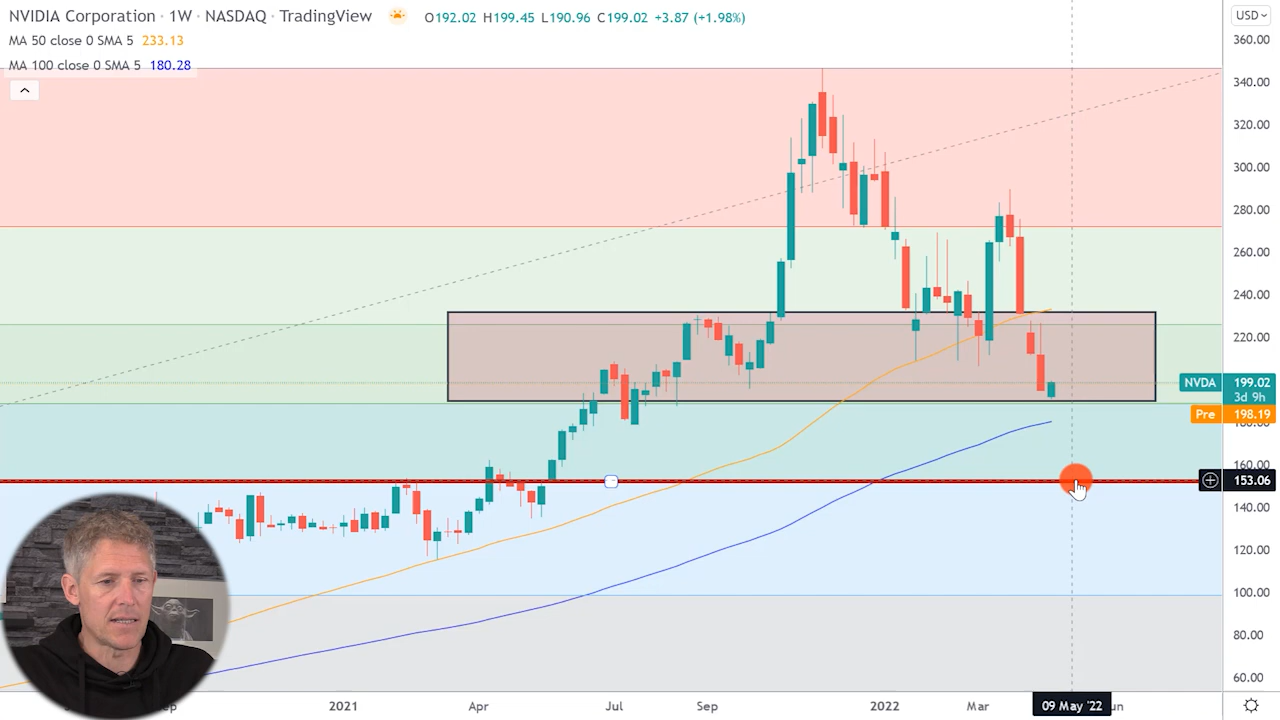 NVIDIA Corporation · 1W · NASDAQ · TradingView O192.02 H199.45 L190.96 C199.02 +3.87 (+1.98%)
USD
MA 50 close 0 SMA 5 233.13
MA 100 close 0 SMA 5 180.28
360.00
340.00
320.00
300.00
280.00
260.00
240.00
220.00
NVDA 199.02
3d 9h
Pre 198.19
180.00
160.00
153.06
140.00
120.00
100.00
80.00
60.00
2021 Apr Jul Sep 2022 Mar 09 May '22